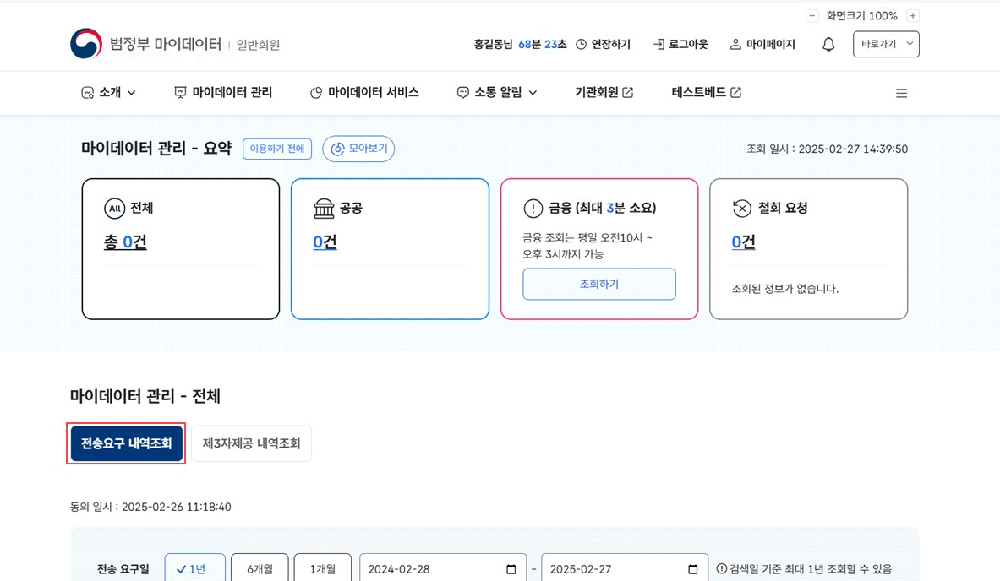 화면크기 100%
범정부 마이데이터 일반회원
홍길동님 68분 23초 연장하기 로그아웃 마이페이지 바로가기
소개 마이데이터 관리 마이데이터 서비스 소통 알림 기관회원 테스트베드
마이데이터 관리 - 요약 이용하기 전에 모아보기 조회 일시 : 2025-02-27 14:39:50
All 전체
총 0건
공공
0건
금융 (최대 3분 소요)
금융 조회는 평일 오전10시 ~
오후 3시까지 가능
조회하기
철회 요청
0건
조회된 정보가 없습니다.
마이데이터 관리 - 전체
전송요구 내역조회 제3자제공 내역조회
동의 일시 : 2025-02-26 11:18:40
전송 요구일 1년 6개월 1개월 2024-02-28 - 2025-02-27 검색일 기준 최대 1년 조회할 수 있음